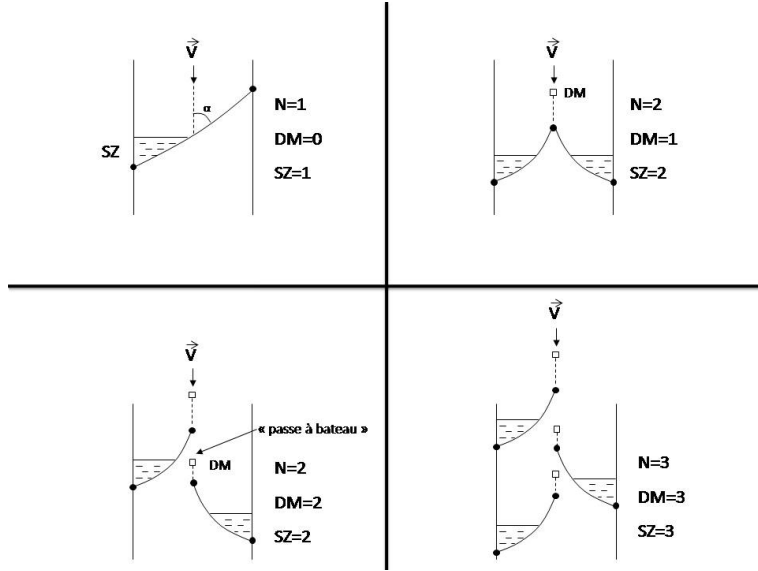 V
α
N=1
DM=0
SZ=1
SZ
V
DM
N=2
DM=1
SZ=2
V
« passe à bateau »
DM
N=2
DM=2
SZ=2
V
N=3
DM=3
SZ=3